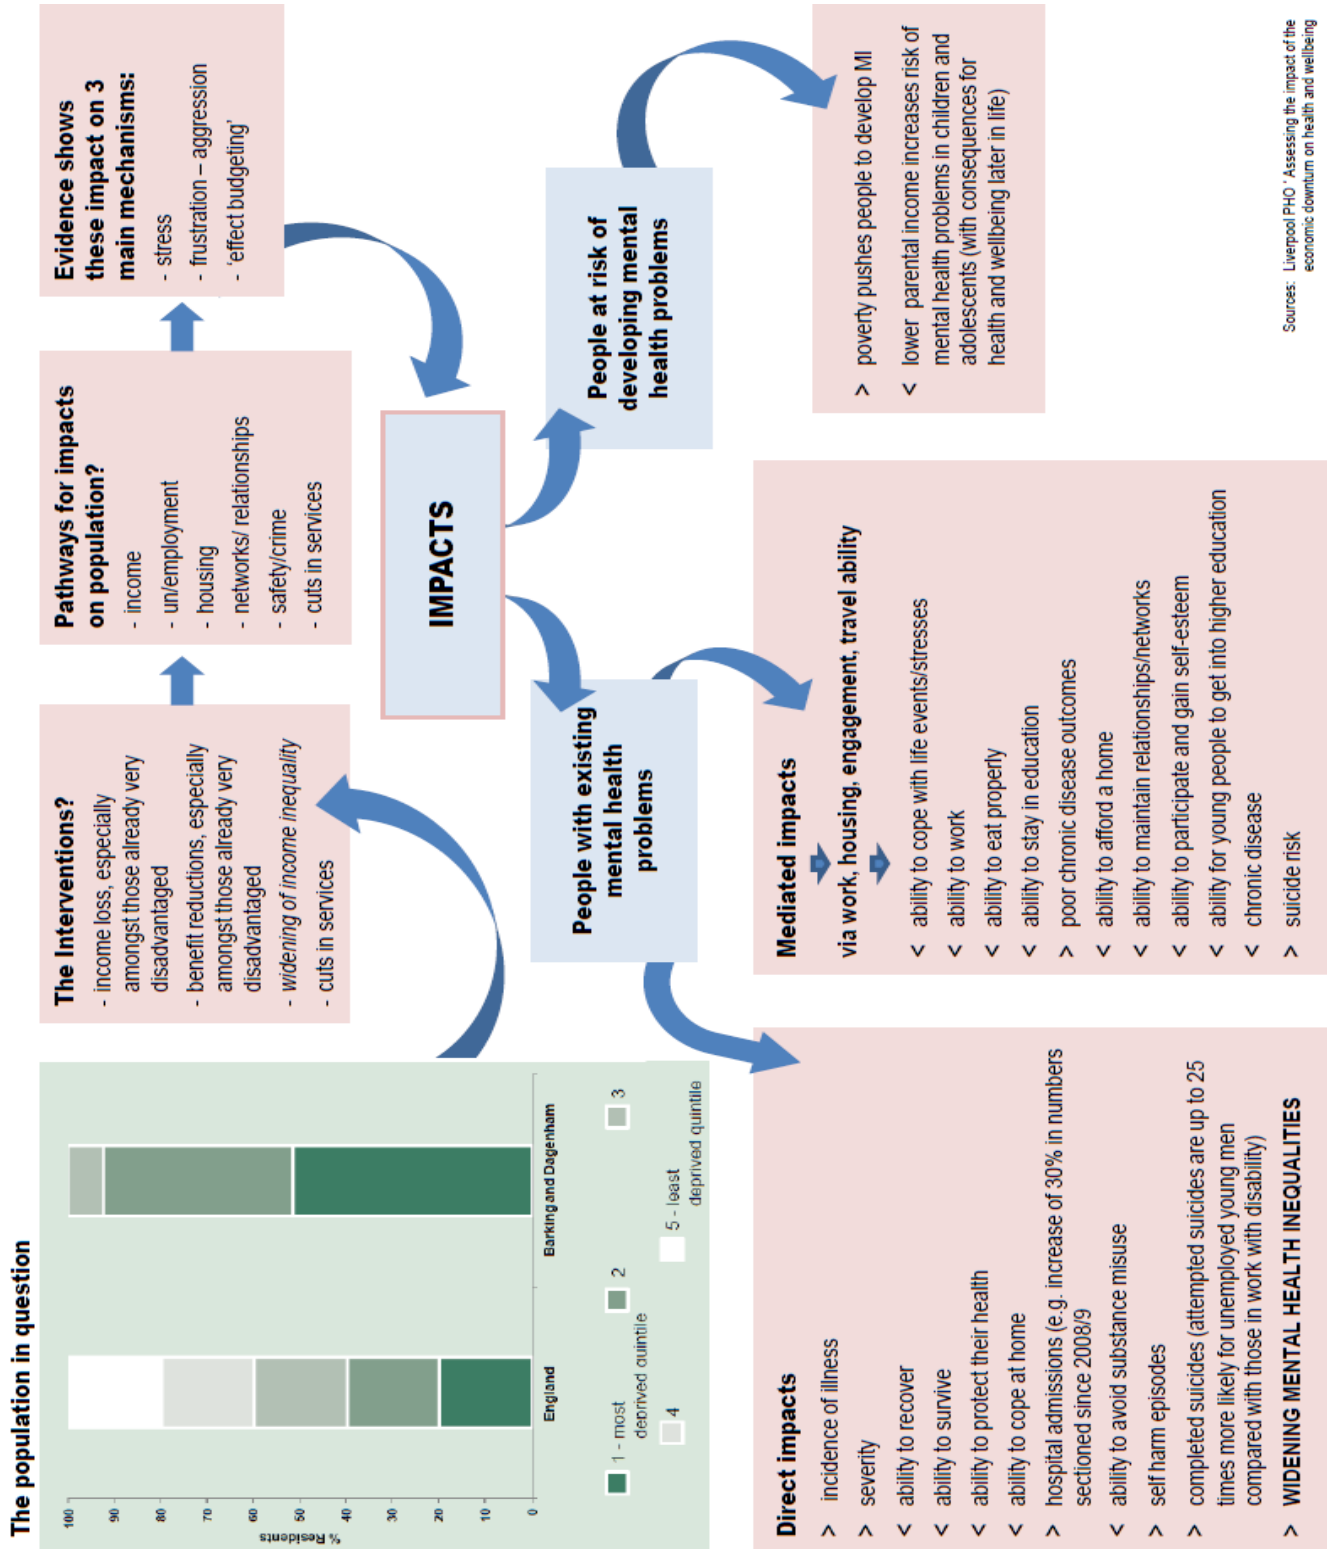 The population in question
% Residents
100
90
80
70
60
50
40
30
20
10
0
England
Barking and Dagenham
1 - most
deprived quintile
2
3
4
5 - least
deprived quintile
The Interventions?
- income loss, especially
amongst those already very
disadvantaged
- benefit reductions, especially
amongst those already very
disadvantaged
- widening of income inequality
- cuts in services
Pathways for impacts
on population?
- income
- un/employment
- housing
- networks/ relationships
- safety/crime
- cuts in services
Evidence shows
these impact on 3
main mechanisms:
- stress
- frustration – aggression
- ‘effect budgeting’
IMPACTS
People with existing
mental health
problems
People at risk of
developing mental
health problems
Direct impacts
> incidence of illness
> severity
< ability to recover
< ability to survive
< ability to protect their health
< ability to cope at home
> hospital admissions (e.g. increase of 30% in numbers
sectioned since 2008/9
< ability to avoid substance misuse
> self harm episodes
> completed suicides (attempted suicides are up to 25
times more likely for unemployed young men
compared with those in work with disability)
> WIDENING MENTAL HEALTH INEQUALITIES
Mediated impacts
via work, housing, engagement, travel ability
< ability to cope with life events/stresses
< ability to work
< ability to eat properly
< ability to stay in education
> poor chronic disease outcomes
< ability to afford a home
< ability to maintain relationships/networks
< ability to participate and gain self-esteem
< ability for young people to get into higher education
< chronic disease
> suicide risk
> poverty pushes people to develop MI
< lower parental income increases risk of
mental health problems in children and
adolescents (with consequences for
health and wellbeing later in life)
Sources: Liverpool PHO ‘ Assessing the impact of the
economic downturn on health and wellbeing